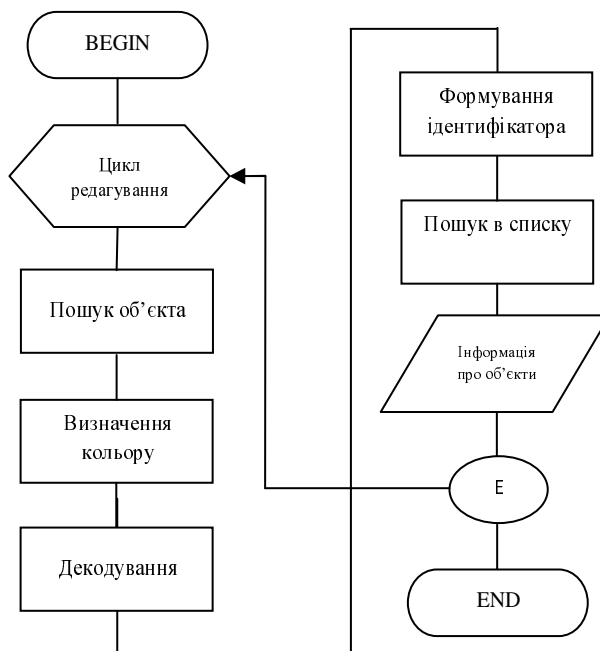 BEGIN
Цикл
редагування
Пошук об’єкта
Визначення
кольору
Декодування
Формування
ідентифікатора
Пошук в списку
Інформація
про об’єкти
E
END